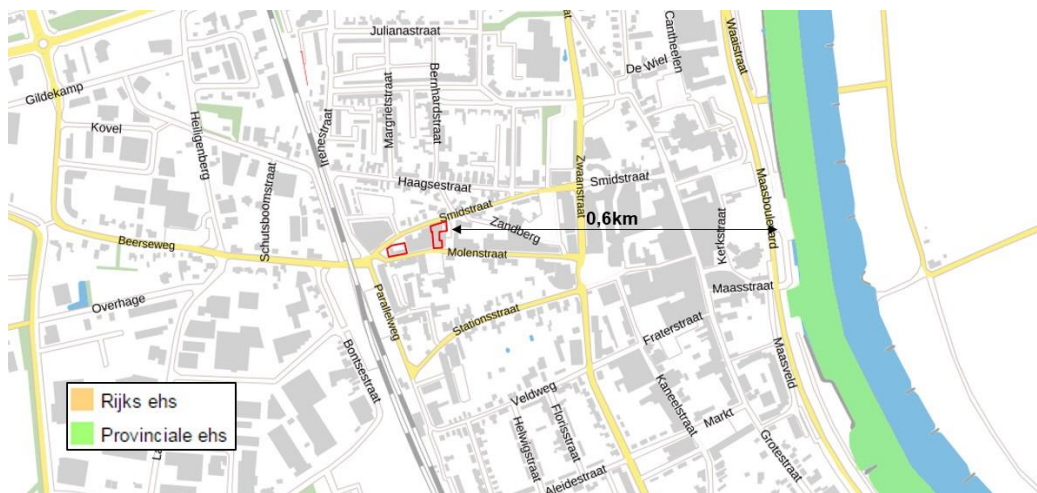 Julianastraat
Cantheelen
Waaistraat
De Wiel
Gildekamp
Bernhardstraat
Margrietstraat
Kovel
Heiligenberg
Irenestraat
Haagsestraat
Zwaanstraat
Smidstraat
Smidstraat
0,6km
Maasboulevard
Schutsboomstraat
Zandberg
Kerkstraat
Beerseweg
Molenstraat
Maasstraat
Overhage
Parallelweg
Stationsstraat
Fraterstraat
Bontsestraat
Maasveld
Veldweg
Kaneelstraat
Rijks ehs
Florisstraat
Markt
Helwigstraat
Provinciale ehs
Grotestraat
Aleidestraat